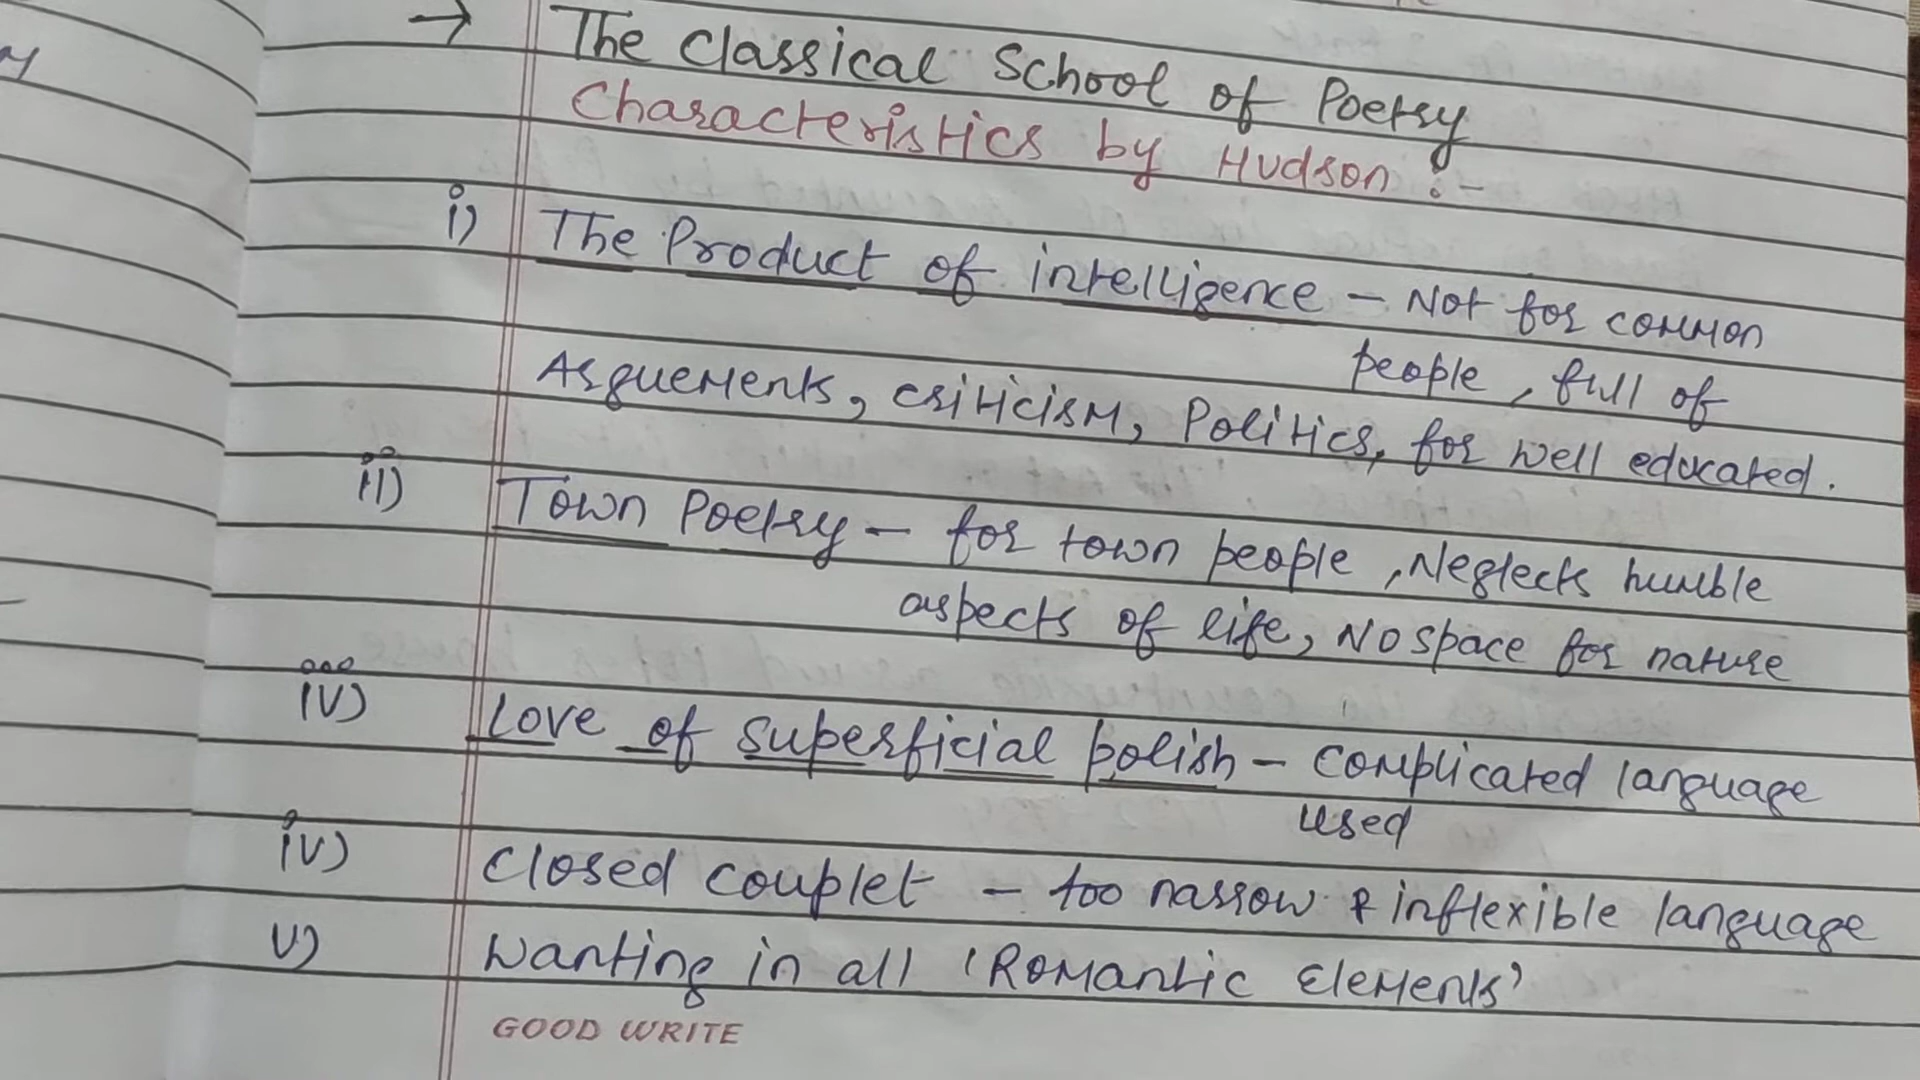 → The Classical School of Poetry
Characteristics by Hudson :-
i) The Product of intelligence – Not for common
people, full of
Arguements, criticism, Politics, for well educated.
ii) Town Poetry – for town people, Neglects humble
aspects of life, No space for nature
iv) Love of superficial polish – complicated language
used
iv) Closed couplet – too narrow & inflexible language
v) Wanting in all 'Romantic Elements'
GOOD WRITE